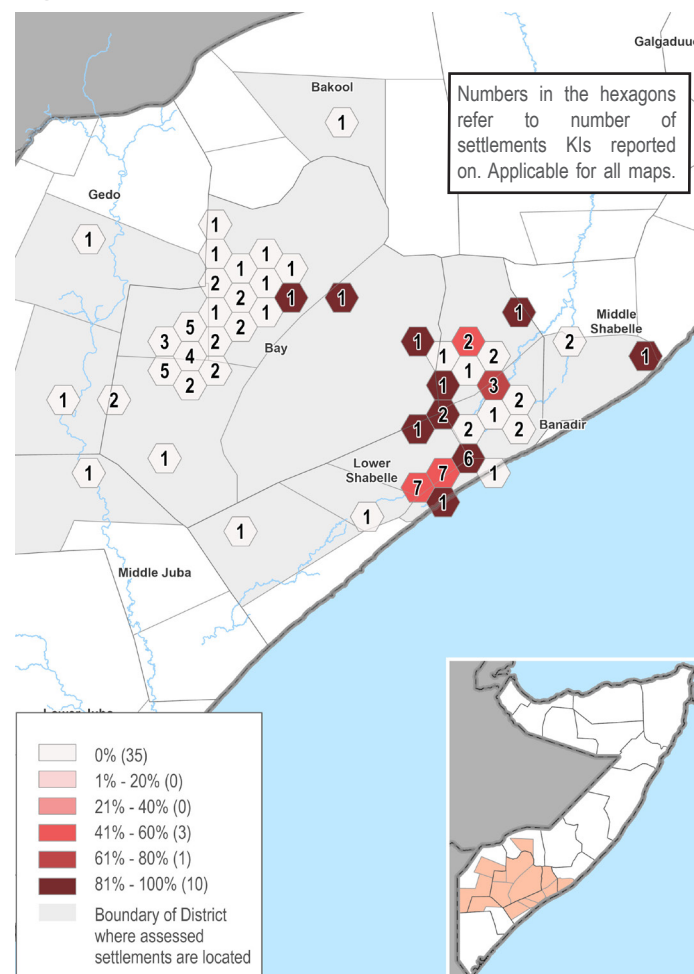 Galgaduu
Bakool
1
Numbers in the hexagons
refer to number of
settlements KIs reported
on. Applicable for all maps.
Gedo
1
1
1
1
1
1
2
1
1
1
2
1
1
1
5
2
Middle
Shabelle
3
2
1
2
2
4
Bay
1
2
1
5
2
1
2
1
3
1
2
2
2
1
2
1
2
2
Banadir
1
6
Lower
Shabelle
1
7
1
7
1
1
1
Middle Juba
Lower Juba
0% (35)
1% - 20% (0)
21% - 40% (0)
41% - 60% (3)
61% - 80% (1)
81% - 100% (10)
Boundary of District
where assessed
settlements are located